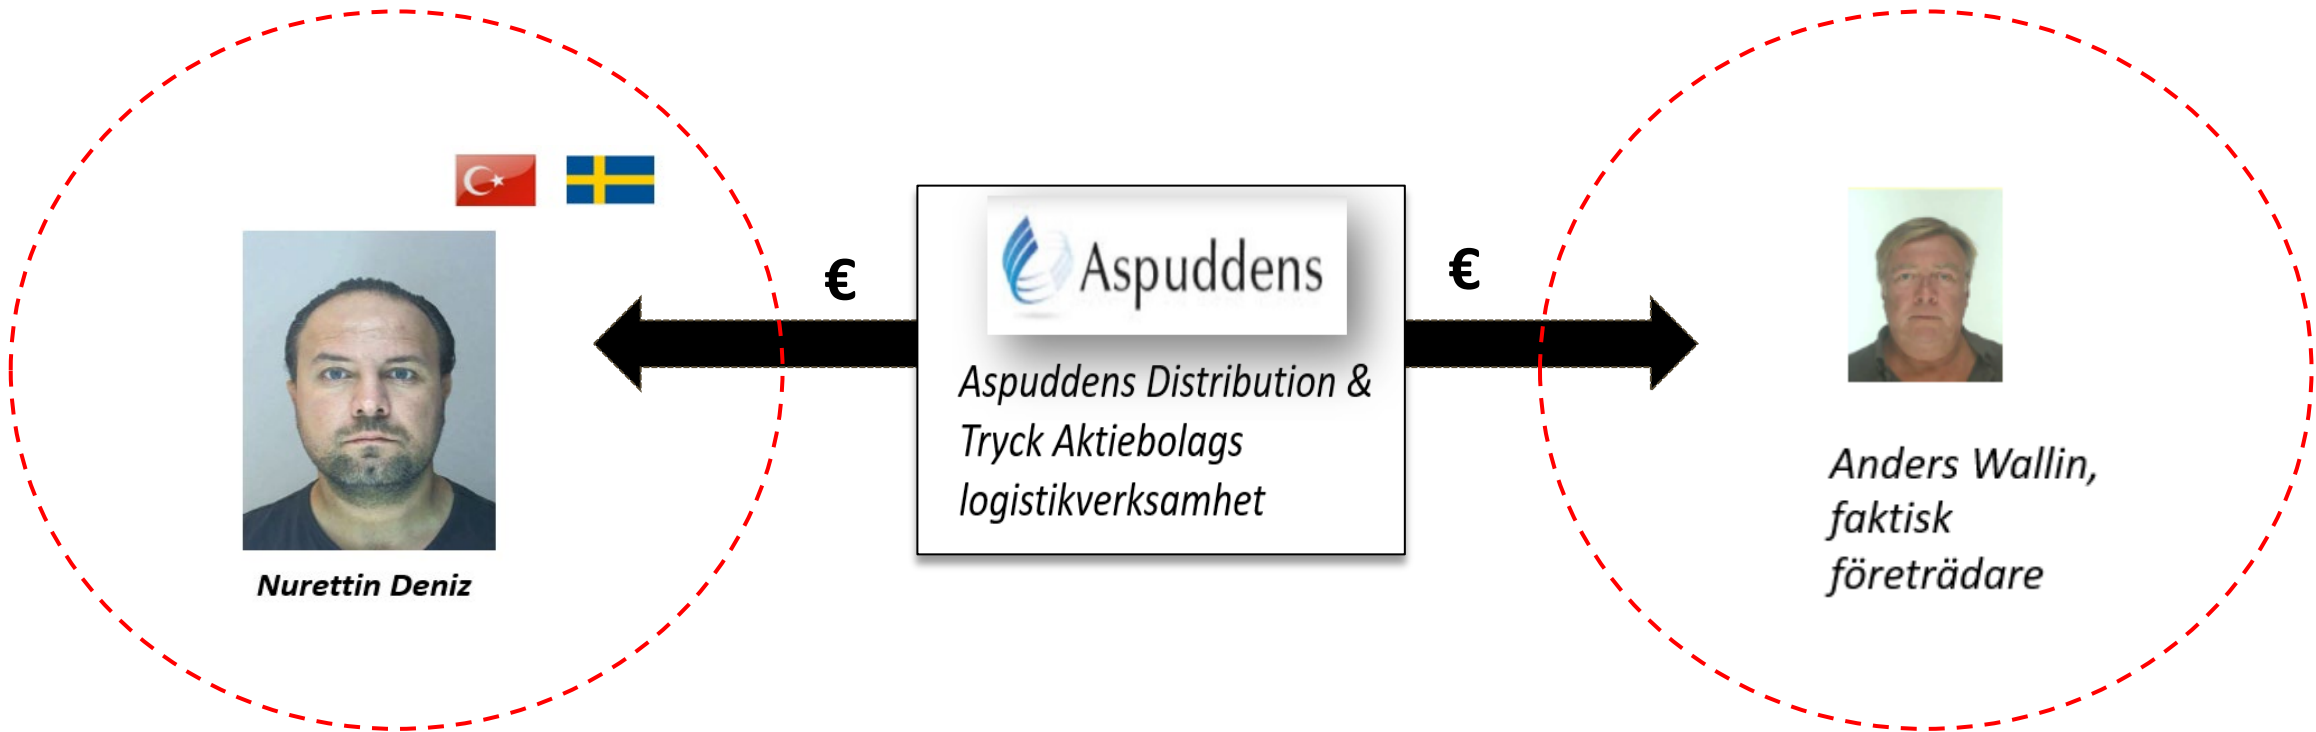 €
€
Aspuddens
Aspuddens Distribution &
Tryck Aktiebolags
logistikverksamhet
Nurettin Deniz
Anders Wallin,
faktisk
företrädare